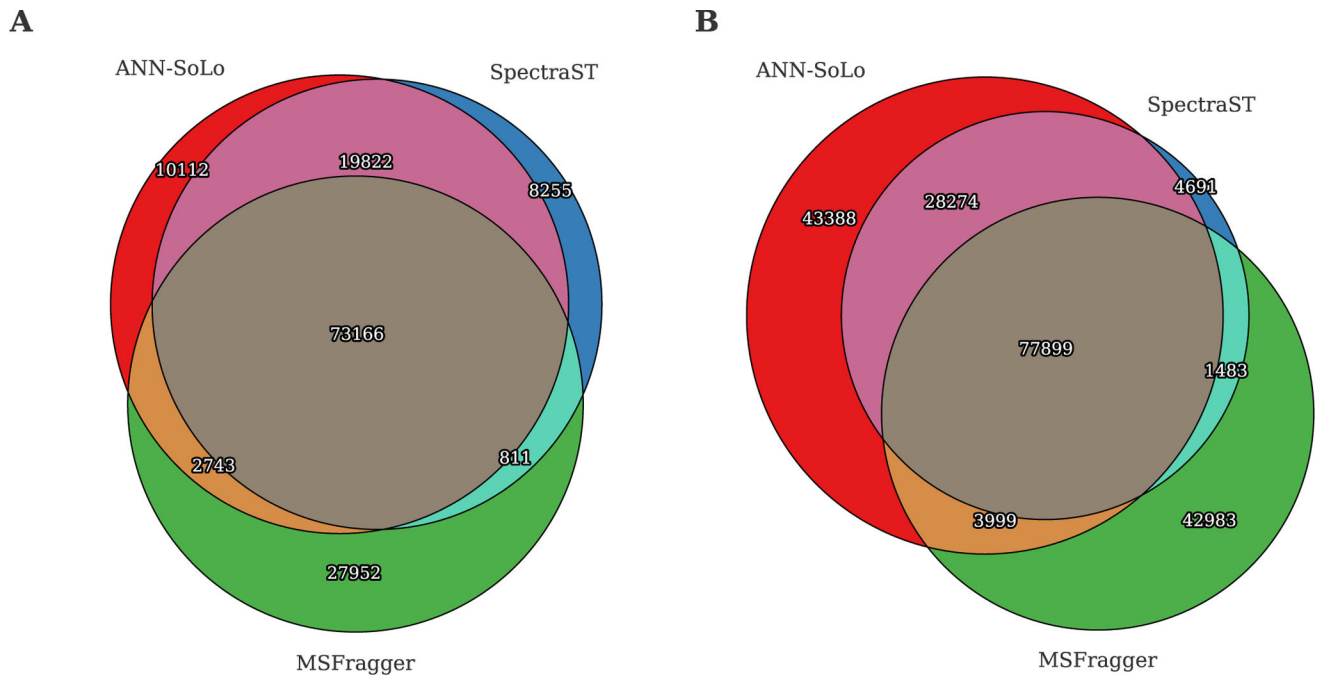 A
ANN-SoLo
SpectraST
10112
19822
8255
73166
2743
811
27952
MSFragger
B
ANN-SoLo
SpectraST
4691
28274
43388
77899
1483
3999
42983
MSFragger